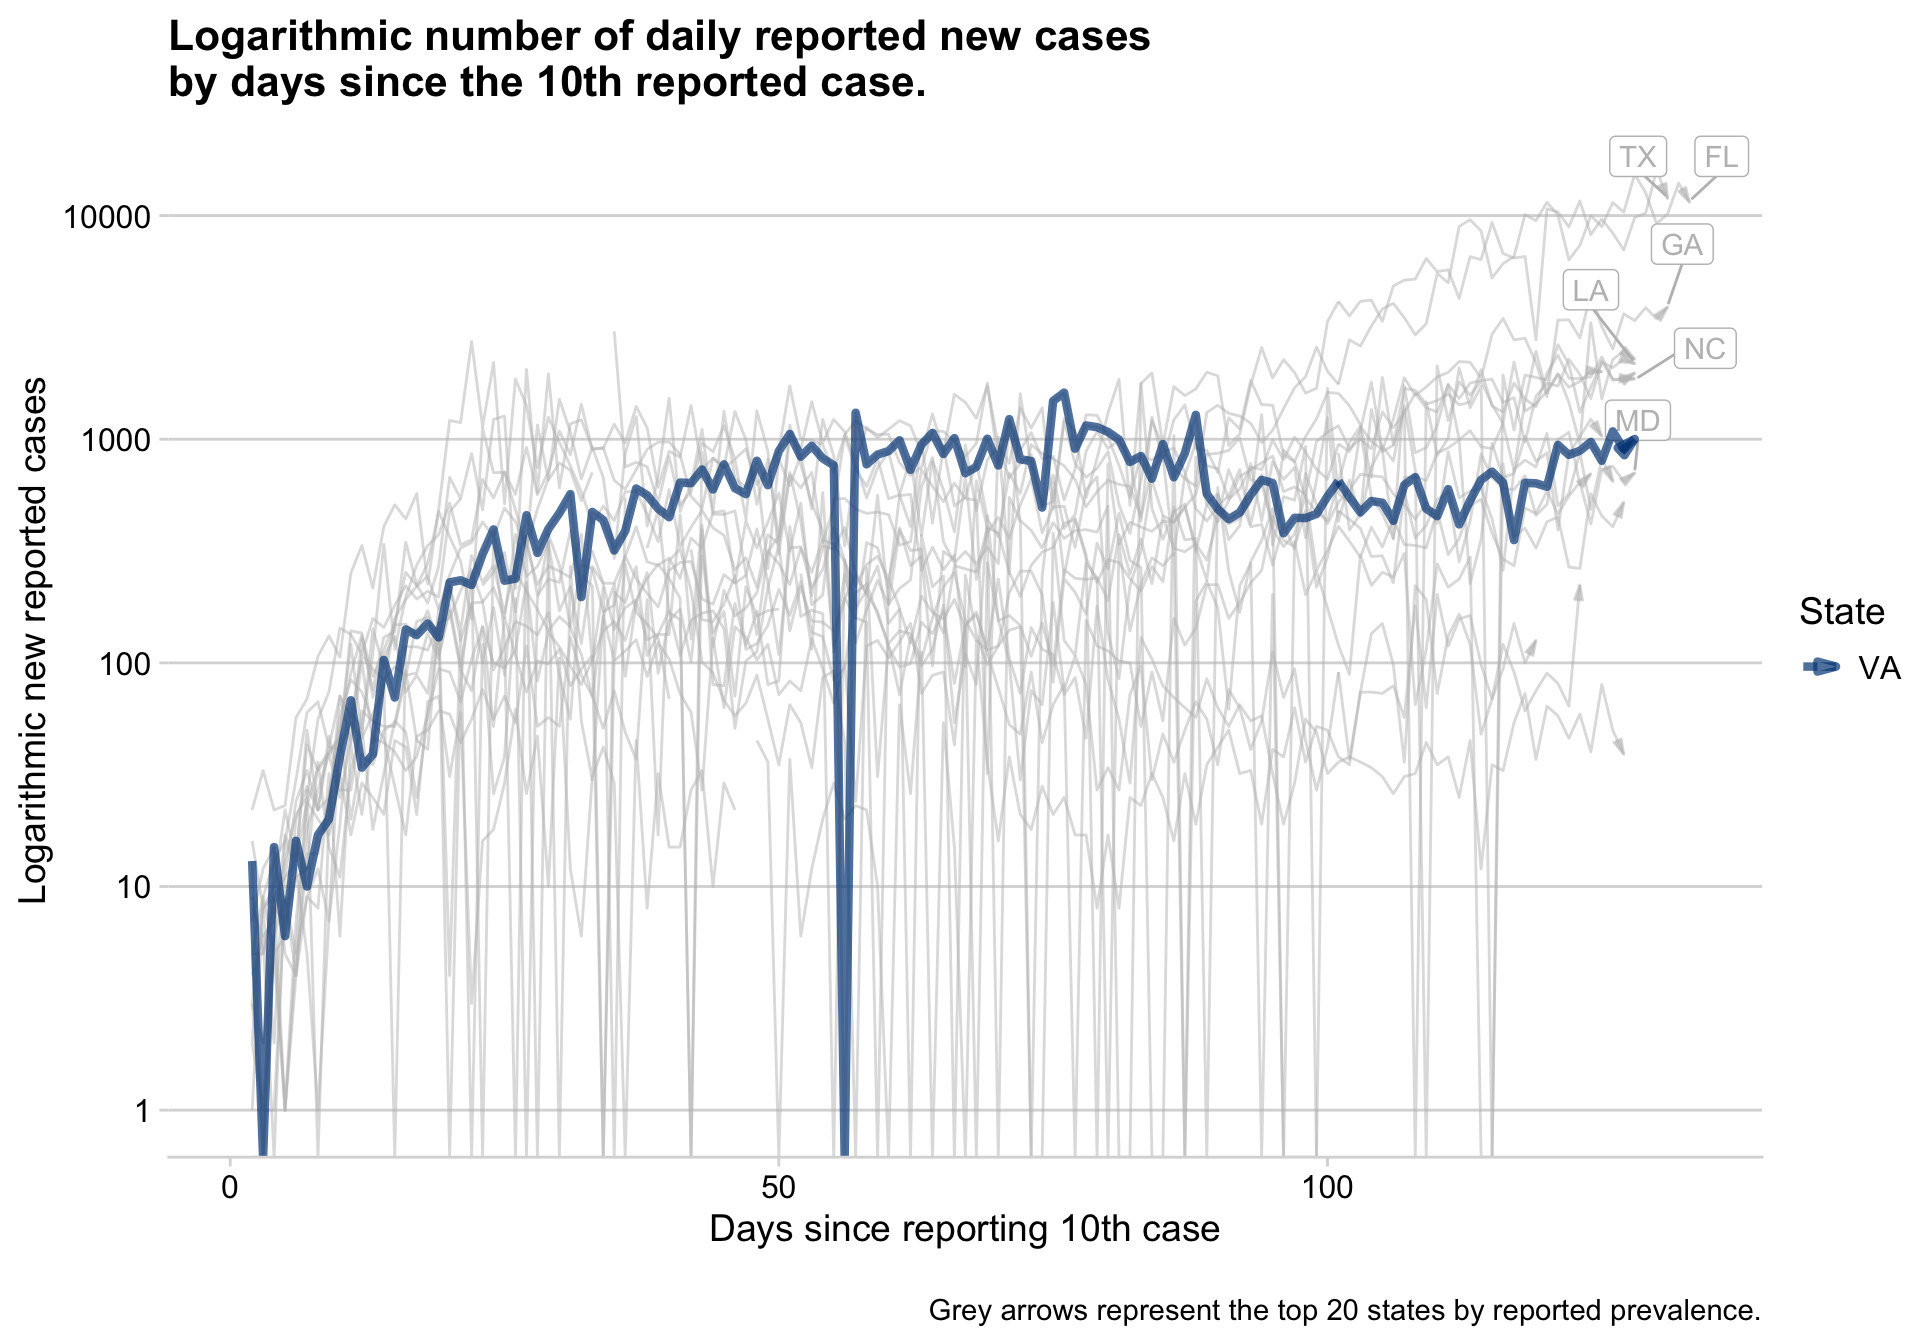 Logarithmic number of daily reported new cases
by days since the 10th reported case.
TX
FL
10000
GA
LA
NC
MD
1000
100
10
1
Logarithmic new reported cases
State
VA
0
50
100
Days since reporting 10th case
Grey arrows represent the top 20 states by reported prevalence.